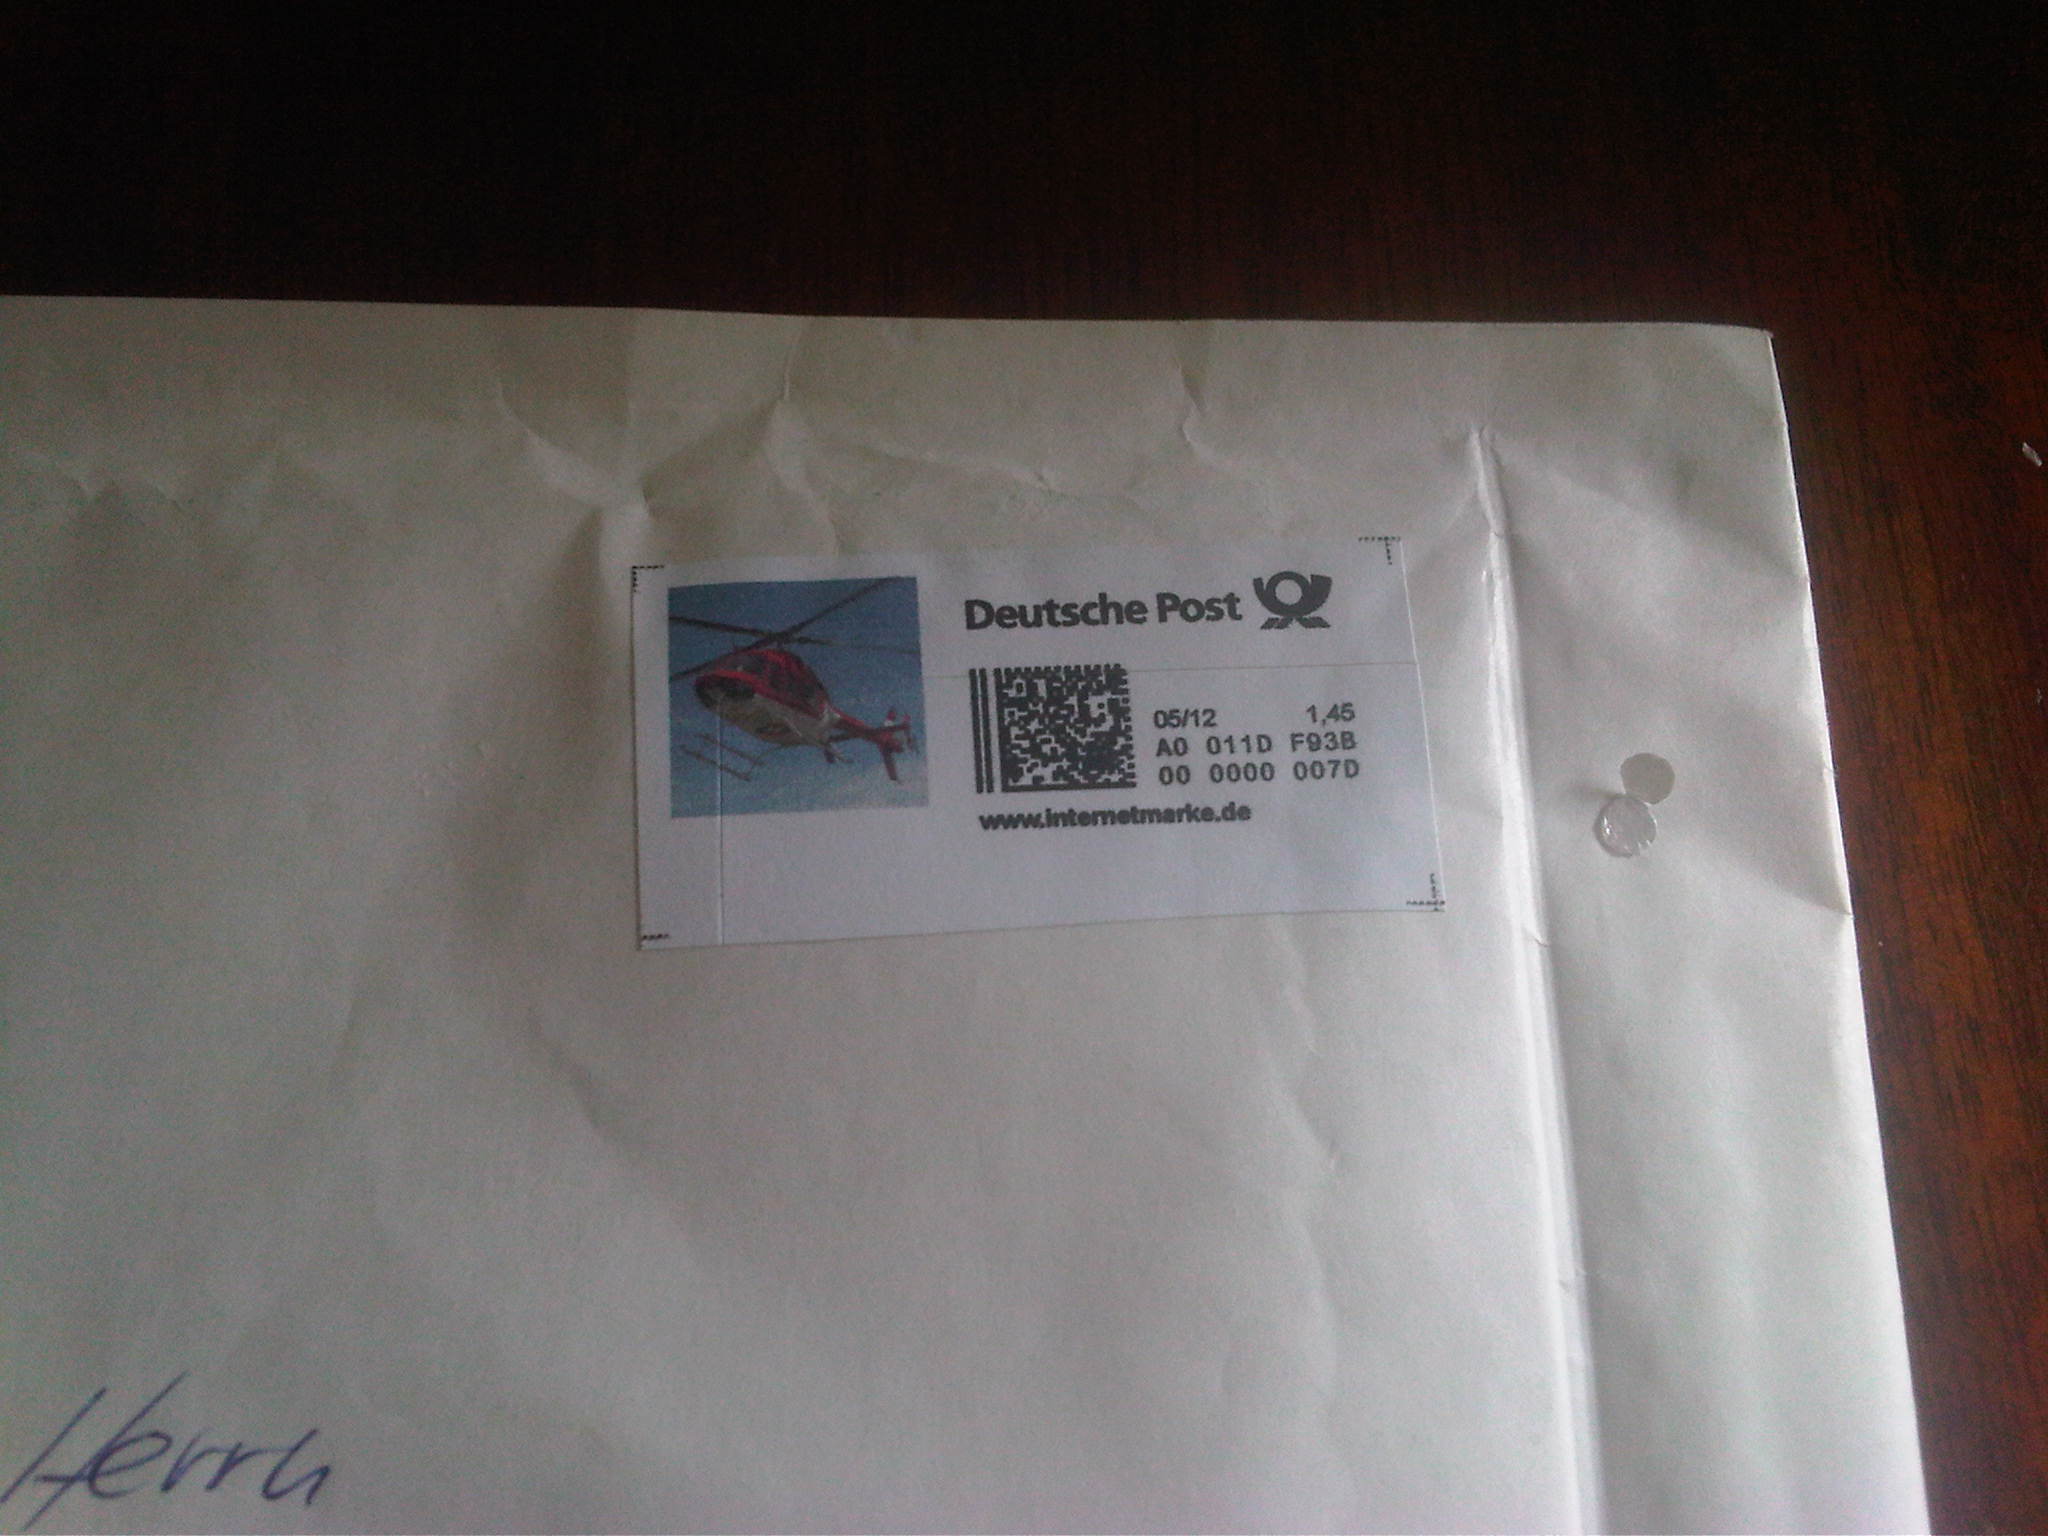 Deutsche Post
05/12 1,45
A0 011D F93B
00 0000 007D
www.internetmarke.de
Herrn